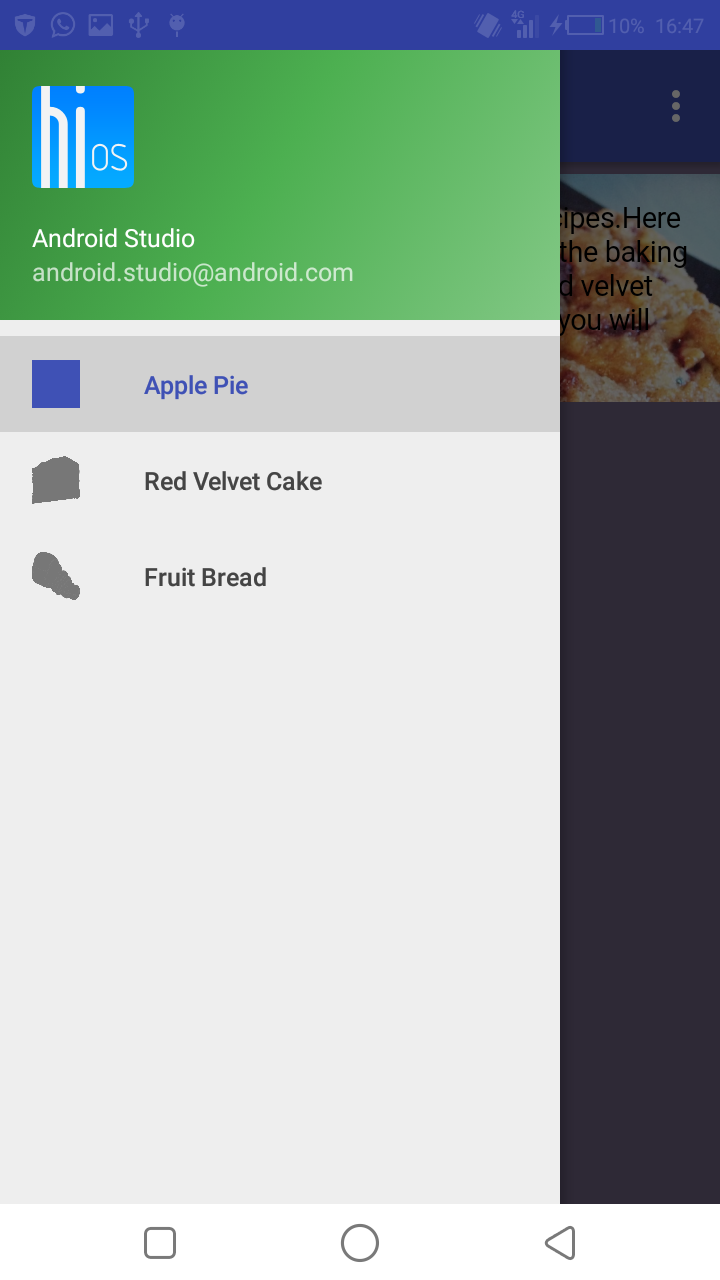 4G
10% 16:47
hi os
Android Studio
android.studio@android.com
Apple Pie
Red Velvet Cake
Fruit Bread
cipes.Here
the baking
d velvet
you will